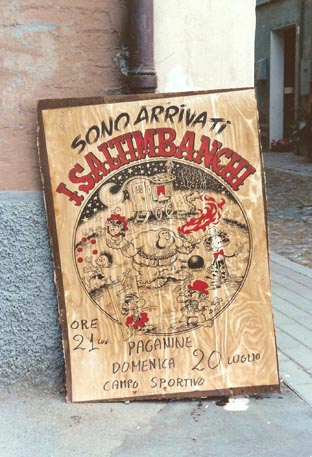 SONO ARRIVATI
I SALTIMBANCHI
ORE
21
PAGANINE
DOMENICA 20 LUGLIO
CAMPO SPORTIVO